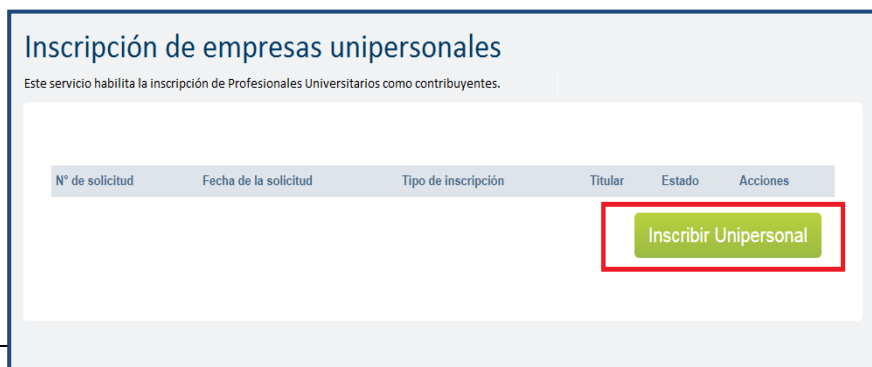 Inscripción de empresas unipersonales
Este servicio habilita la inscripción de Profesionales Universitarios como contribuyentes.
N° de solicitud Fecha de la solicitud Tipo de inscripción Titular Estado Acciones
Inscribir Unipersonal